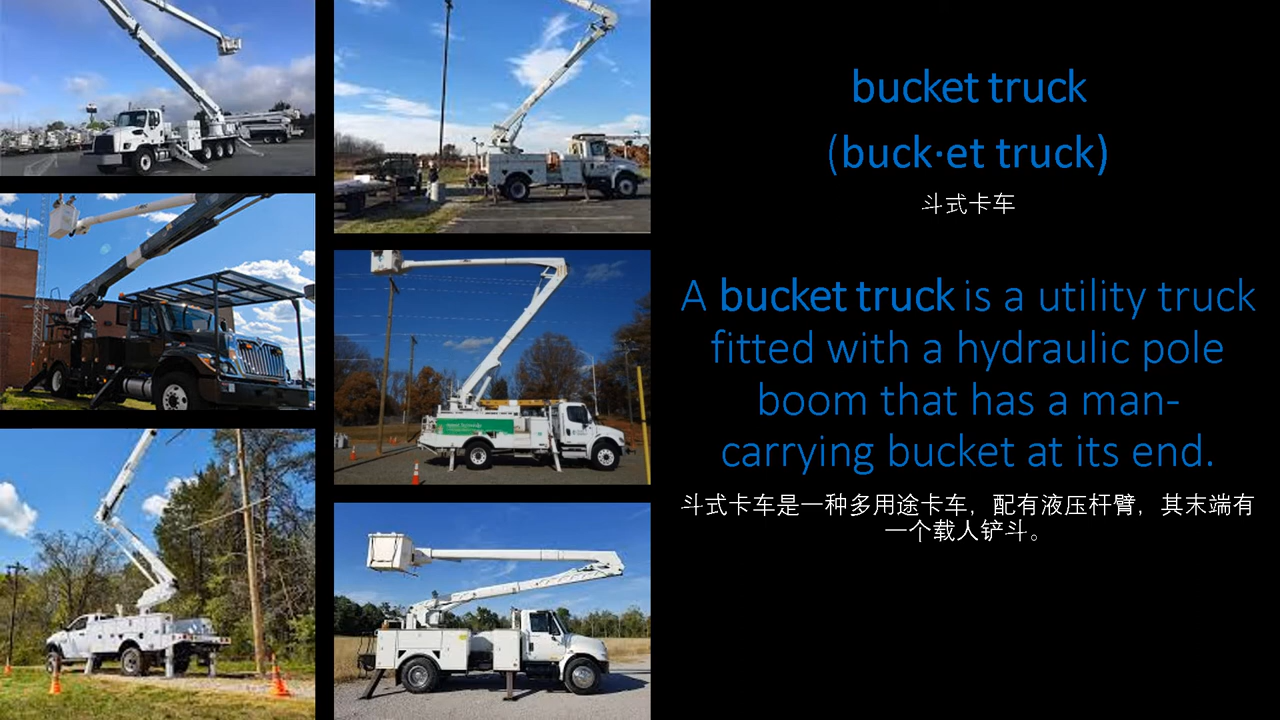 bucket truck
(buck·et truck)
斗式卡车
A bucket truck is a utility truck
fitted with a hydraulic pole
boom that has a man-
carrying bucket at its end.
斗式卡车是一种多用途卡车，配有液压杆臂，其末端有
一个载人铲斗。